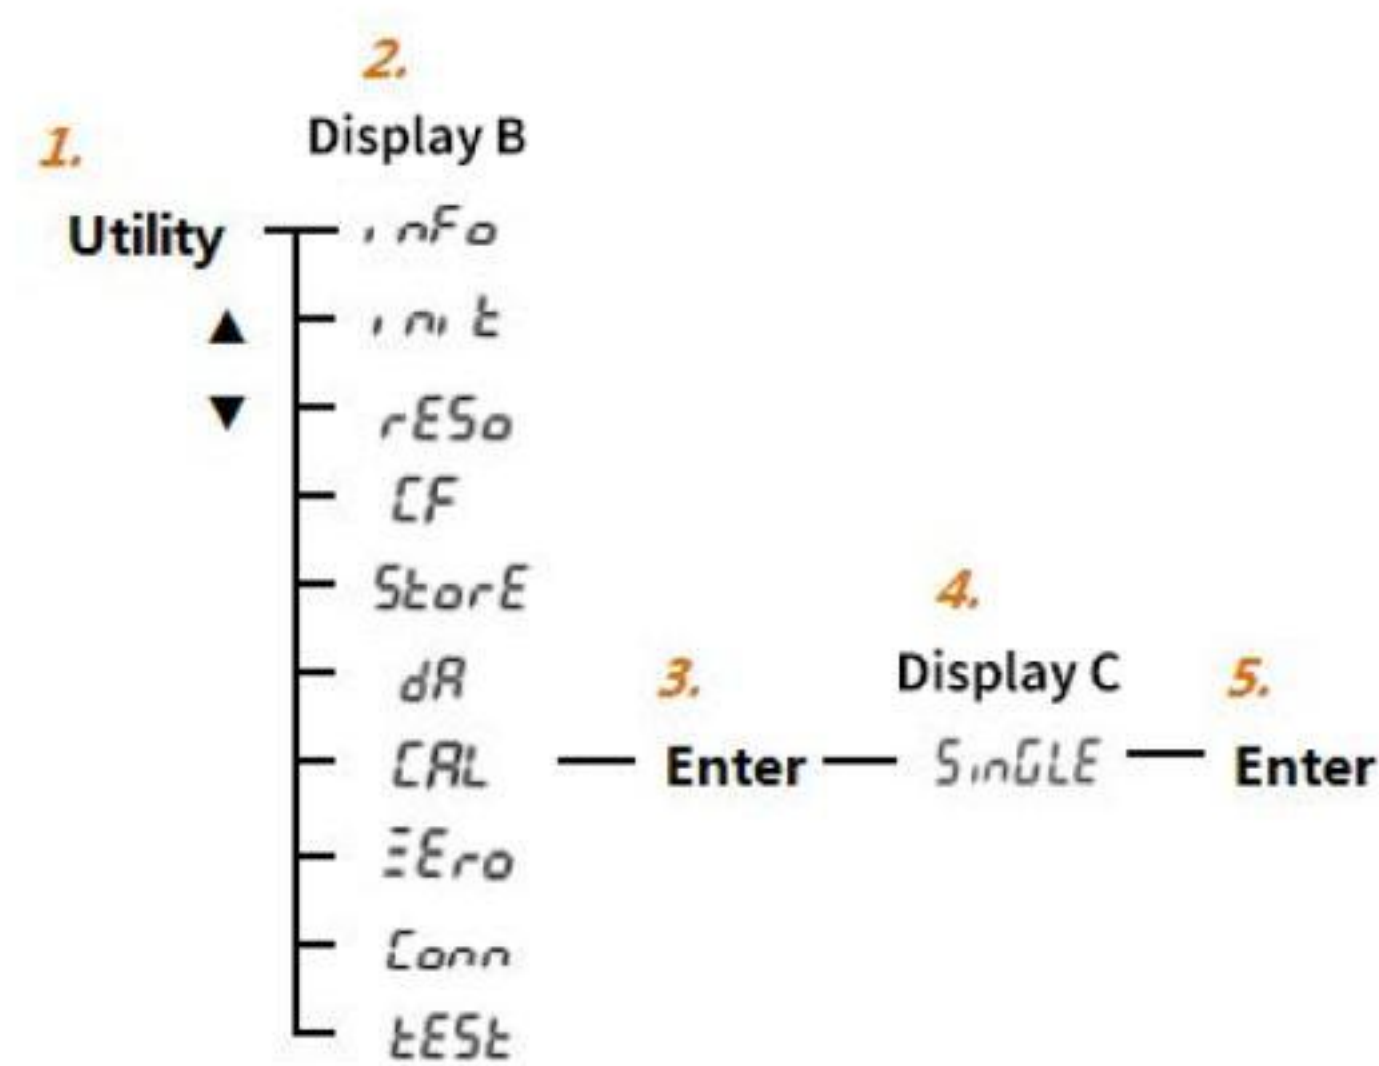 2.
Display B
1.
Utility
▲
▼
inFo
init
rESo
CF
StorE
dA
CAL
3.
Enter
4.
Display C
SinGLE
5.
Enter
ZEro
Conn
tESt